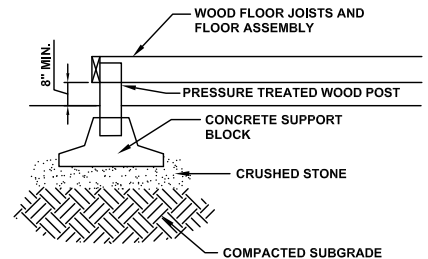 WOOD FLOOR JOISTS AND
FLOOR ASSEMBLY
8" MIN.
PRESSURE TREATED WOOD POST
CONCRETE SUPPORT
BLOCK
CRUSHED STONE
COMPACTED SUBGRADE